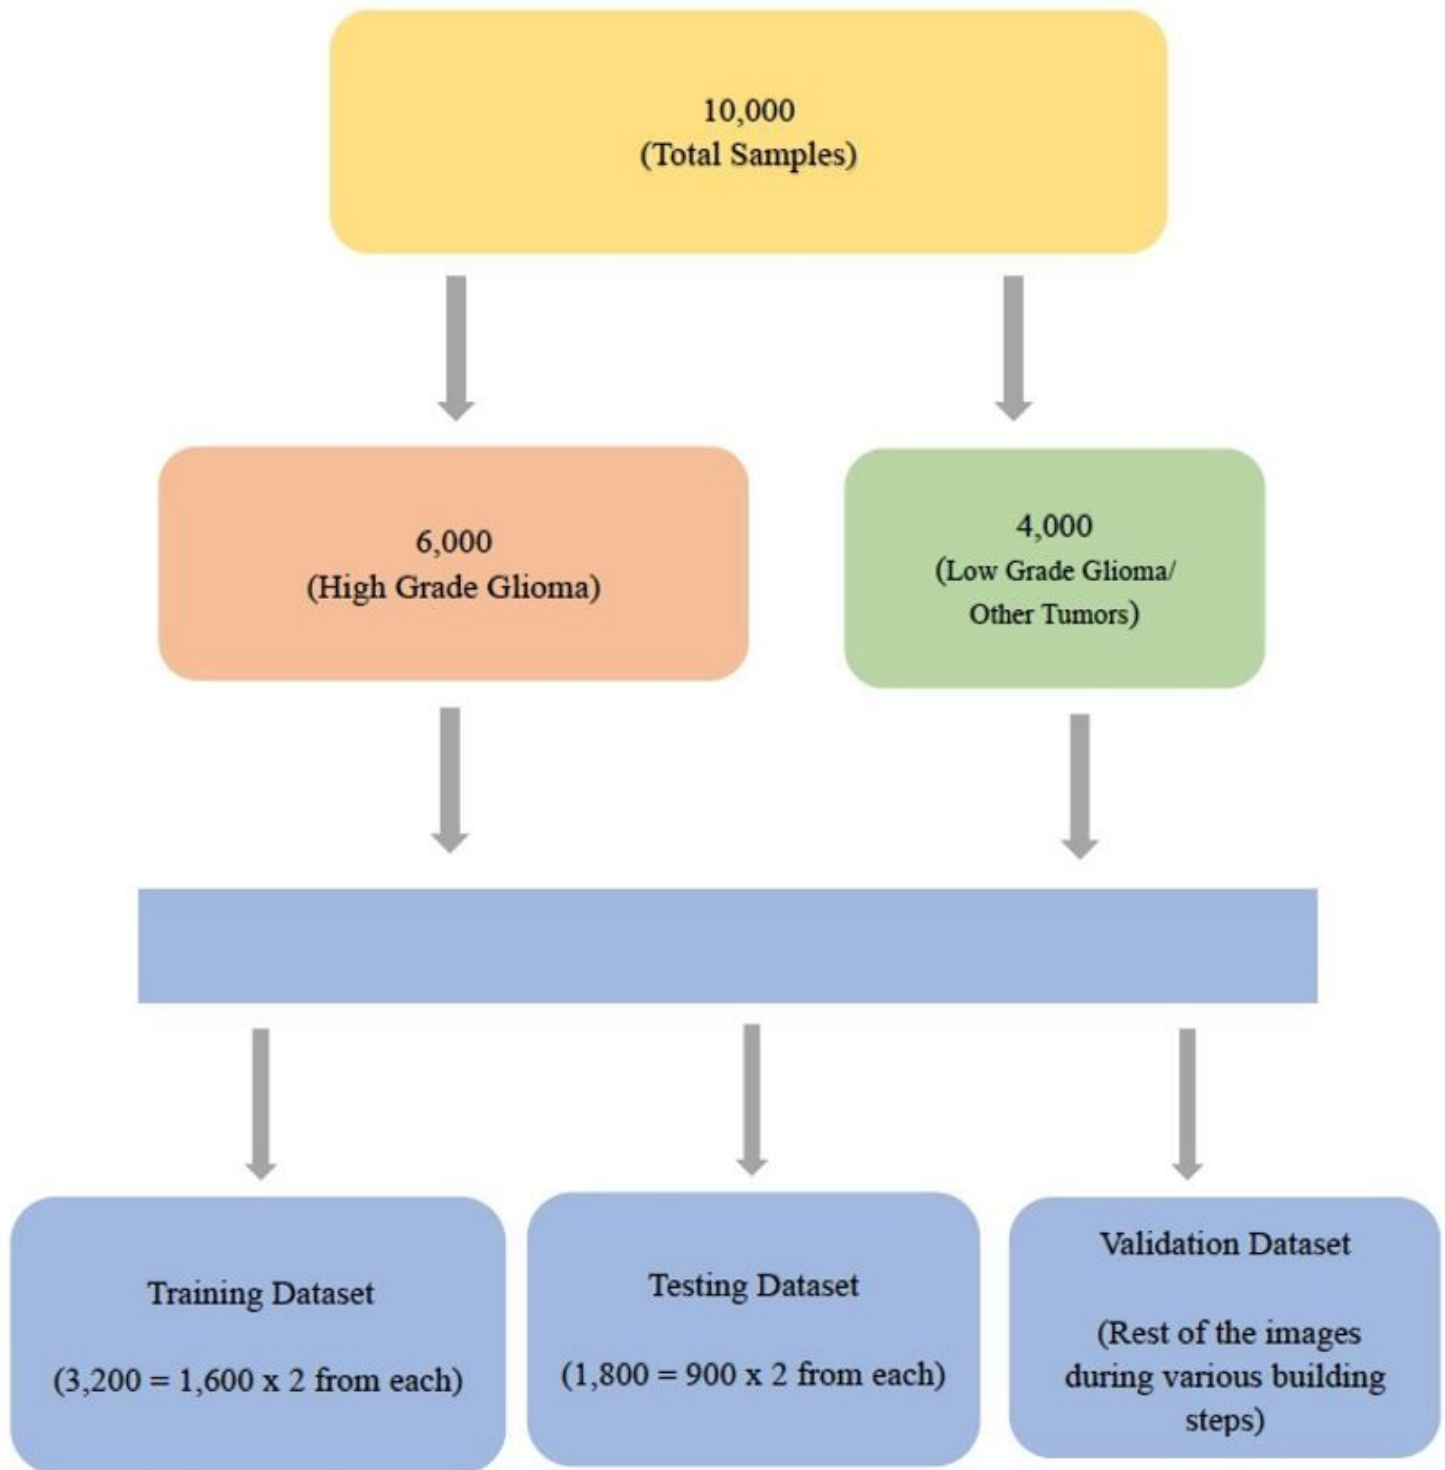 10,000
(Total Samples)
6,000
(High Grade Glioma)
4,000
(Low Grade Glioma/
Other Tumors)
Training Dataset
(3,200 = 1,600 x 2 from each)
Testing Dataset
(1,800 = 900 x 2 from each)
Validation Dataset
(Rest of the images
during various building
steps)